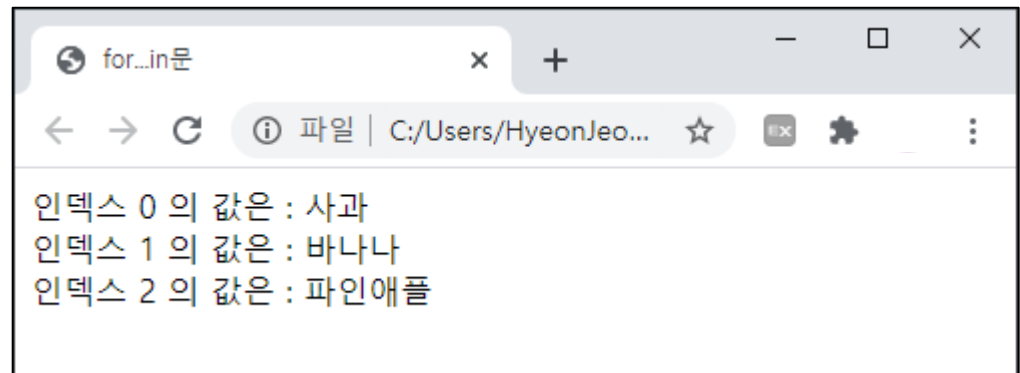 for...in문
파일 | C:/Users/HyeonJeo...
EX
인덱스 0 의 값은 : 사과
인덱스 1 의 값은 : 바나나
인덱스 2 의 값은 : 파인애플